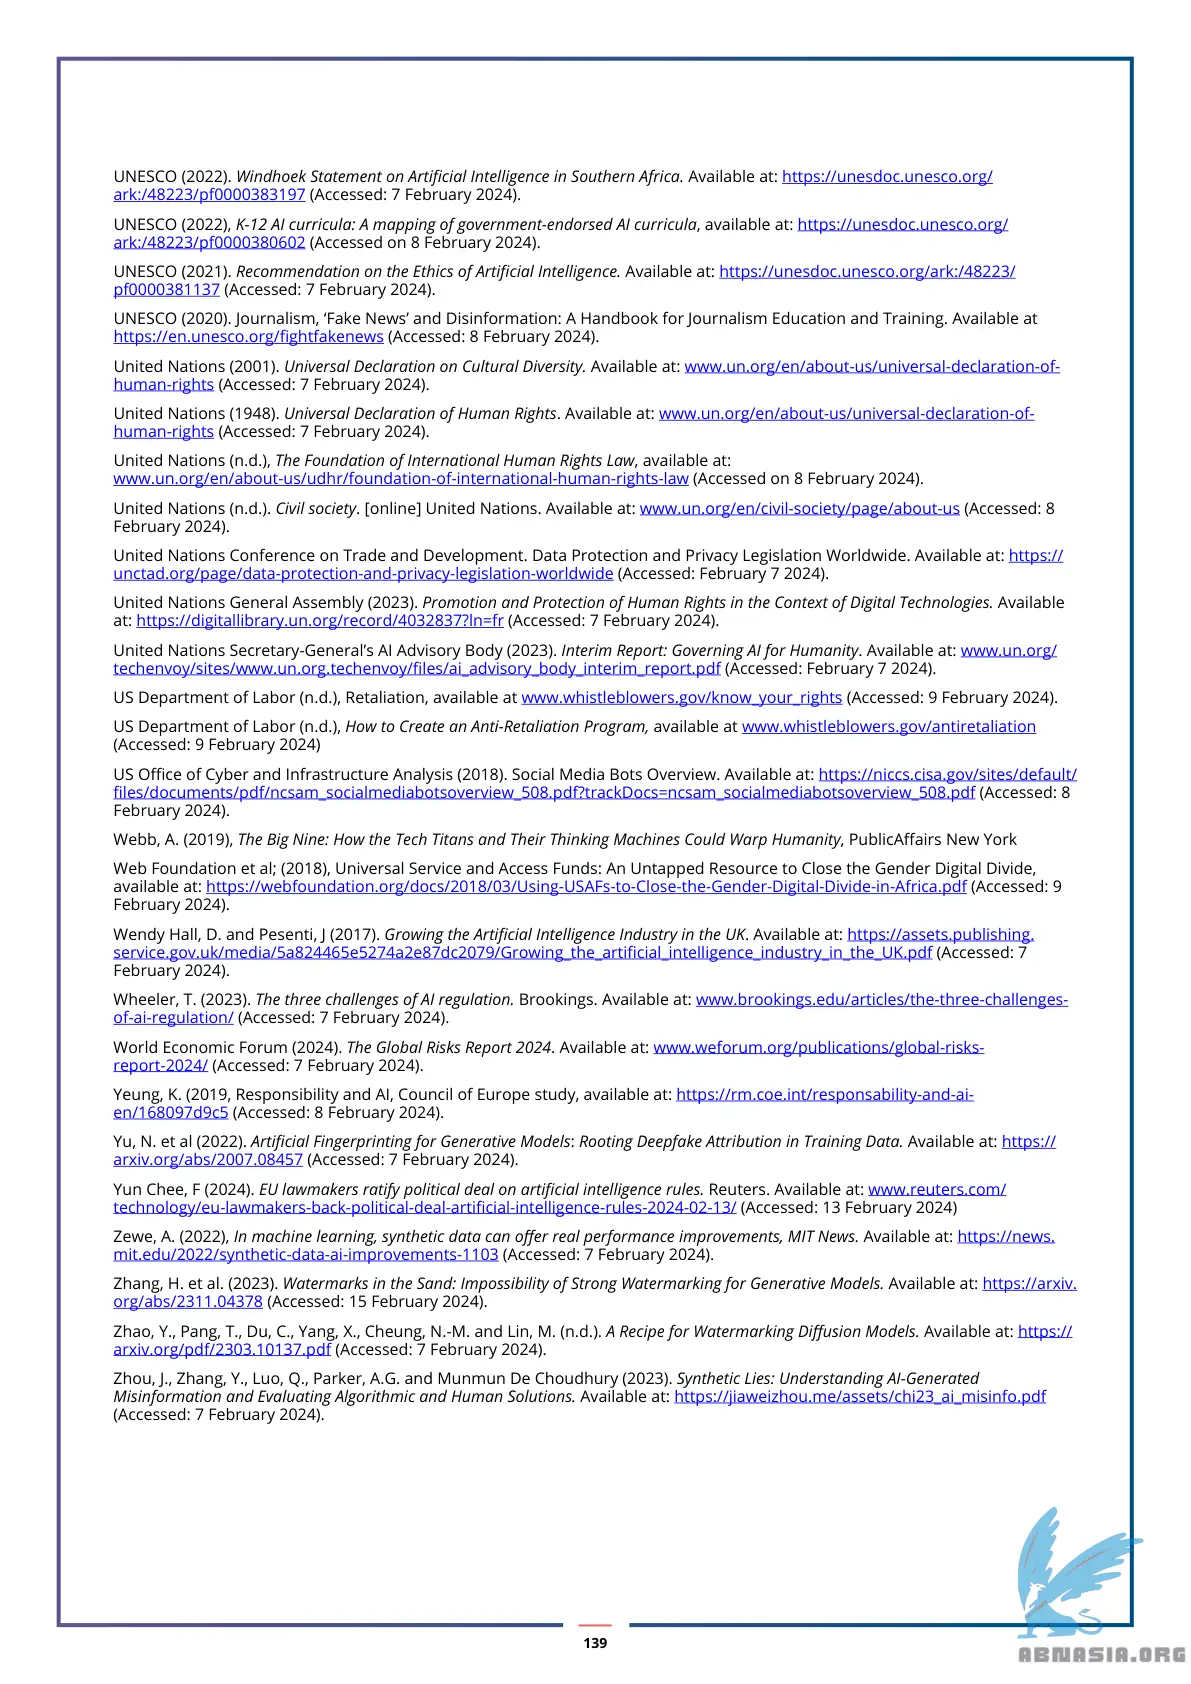 UNESCO (2022). Windhoek Statement on Artificial Intelligence in Southern Africa. Available at: https://unesdoc.unesco.org/
ark:/48223/pf0000383197 (Accessed: 7 February 2024).
UNESCO (2022), K-12 AI curricula: A mapping of government-endorsed AI curricula, available at: https://unesdoc.unesco.org/
ark:/48223/pf0000380602 (Accessed on 8 February 2024).
UNESCO (2021). Recommendation on the Ethics of Artificial Intelligence. Available at: https://unesdoc.unesco.org/ark:/48223/
pf0000381137 (Accessed: 7 February 2024).
UNESCO (2020). Journalism, ‘Fake News’ and Disinformation: A Handbook for Journalism Education and Training. Available at
https://en.unesco.org/fightfakenews (Accessed: 8 February 2024).
United Nations (2001). Universal Declaration on Cultural Diversity. Available at: www.un.org/en/about-us/universal-declaration-of-
human-rights (Accessed: 7 February 2024).
United Nations (1948). Universal Declaration of Human Rights. Available at: www.un.org/en/about-us/universal-declaration-of-
human-rights (Accessed: 7 February 2024).
United Nations (n.d.), The Foundation of International Human Rights Law, available at:
www.un.org/en/about-us/udhr/foundation-of-international-human-rights-law (Accessed on 8 February 2024).
United Nations (n.d.). Civil society. [online] United Nations. Available at: www.un.org/en/civil-society/page/about-us (Accessed: 8
February 2024).
United Nations Conference on Trade and Development. Data Protection and Privacy Legislation Worldwide. Available at: https://
unctad.org/page/data-protection-and-privacy-legislation-worldwide (Accessed: February 7 2024).
United Nations General Assembly (2023). Promotion and Protection of Human Rights in the Context of Digital Technologies. Available
at: https://digitallibrary.un.org/record/4032837?ln=fr (Accessed: 7 February 2024).
United Nations Secretary-General’s AI Advisory Body (2023). Interim Report: Governing AI for Humanity. Available at: www.un.org/
techenvoy/sites/www.un.org.techenvoy/files/ai_advisory_body_interim_report.pdf (Accessed: February 7 2024).
US Department of Labor (n.d.), Retaliation, available at www.whistleblowers.gov/know_your_rights (Accessed: 9 February 2024).
US Department of Labor (n.d.), How to Create an Anti-Retaliation Program, available at www.whistleblowers.gov/antiretaliation
(Accessed: 9 February 2024)
US Office of Cyber and Infrastructure Analysis (2018). Social Media Bots Overview. Available at: https://niccs.cisa.gov/sites/default/
files/documents/pdf/ncsam_socialmediabotsoverview_508.pdf?trackDocs=ncsam_socialmediabotsoverview_508.pdf (Accessed: 8
February 2024).
Webb, A. (2019), The Big Nine: How the Tech Titans and Their Thinking Machines Could Warp Humanity, PublicAffairs New York
Web Foundation et al; (2018), Universal Service and Access Funds: An Untapped Resource to Close the Gender Digital Divide,
available at: https://webfoundation.org/docs/2018/03/Using-USAFs-to-Close-the-Gender-Digital-Divide-in-Africa.pdf (Accessed: 9
February 2024).
Wendy Hall, D. and Pesenti, J (2017). Growing the Artificial Intelligence Industry in the UK. Available at: https://assets.publishing.
service.gov.uk/media/5a824465e5274a2e87dc2079/Growing_the_artificial_intelligence_industry_in_the_UK.pdf (Accessed: 7
February 2024).
Wheeler, T. (2023). The three challenges of AI regulation. Brookings. Available at: www.brookings.edu/articles/the-three-challenges-
of-ai-regulation/ (Accessed: 7 February 2024).
World Economic Forum (2024). The Global Risks Report 2024. Available at: www.weforum.org/publications/global-risks-
report-2024/ (Accessed: 7 February 2024).
Yeung, K. (2019, Responsibility and AI, Council of Europe study, available at: https://rm.coe.int/responsability-and-ai-
en/168097d9c5 (Accessed: 8 February 2024).
Yu, N. et al (2022). Artificial Fingerprinting for Generative Models: Rooting Deepfake Attribution in Training Data. Available at: https://
arxiv.org/abs/2007.08457 (Accessed: 7 February 2024).
Yun Chee, F (2024). EU lawmakers ratify political deal on artificial intelligence rules. Reuters. Available at: www.reuters.com/
technology/eu-lawmakers-back-political-deal-artificial-intelligence-rules-2024-02-13/ (Accessed: 13 February 2024)
Zewe, A. (2022), In machine learning, synthetic data can offer real performance improvements, MIT News. Available at: https://news.
mit.edu/2022/synthetic-data-ai-improvements-1103 (Accessed: 7 February 2024).
Zhang, H. et al. (2023). Watermarks in the Sand: Impossibility of Strong Watermarking for Generative Models. Available at: https://arxiv.
org/abs/2311.04378 (Accessed: 15 February 2024).
Zhao, Y., Pang, T., Du, C., Yang, X., Cheung, N.-M. and Lin, M. (n.d.). A Recipe for Watermarking Diffusion Models. Available at: https://
arxiv.org/pdf/2303.10137.pdf (Accessed: 7 February 2024).
Zhou, J., Zhang, Y., Luo, Q., Parker, A.G. and Munmun De Choudhury (2023). Synthetic Lies: Understanding AI-Generated
Misinformation and Evaluating Algorithmic and Human Solutions. Available at: https://jiaweizhou.me/assets/chi23_ai_misinfo.pdf
(Accessed: 7 February 2024).
139
ABNASIA.ORG